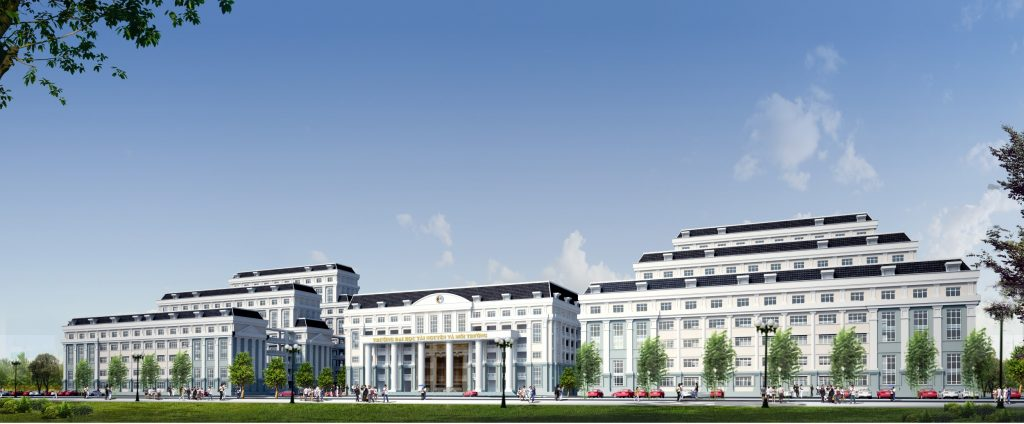 TRƯỜNG ĐẠI HỌC TÀI NGUYÊN VÀ MÔI TRƯỜNG